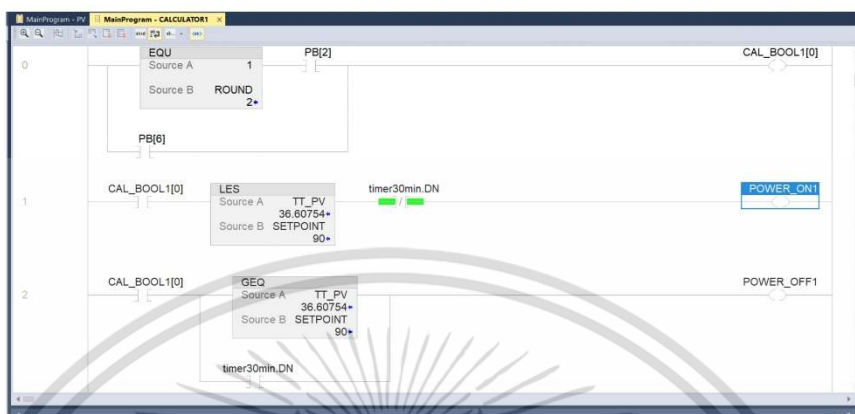 MainProgram - PV MainProgram - CALCULATOR1 ×
EQU PB[2] CAL_BOOL1[0]
0 Source A 1
Source B ROUND
2
PB[6]
CAL_BOOL1[0] LES timer30min.DN POWER_ON1
1 Source A TT_PV
36.60754
Source B SETPOINT
90
CAL_BOOL1[0] GEQ POWER_OFF1
2 Source A TT_PV
36.60754
Source B SETPOINT
90
timer30min.DN